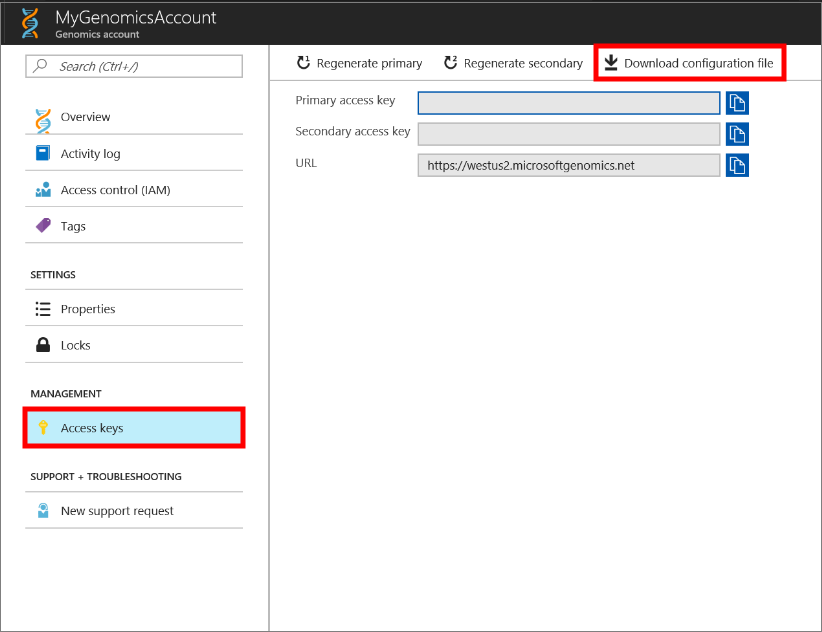 MyGenomicsAccount
Genomics account
Search (Ctrl+/)
Overview
Activity log
Access control (IAM)
Tags
SETTINGS
Properties
Locks
MANAGEMENT
Access keys
SUPPORT + TROUBLESHOOTING
New support request
1 Regenerate primary
2 Regenerate secondary
Download configuration file
Primary access key
Secondary access key
URL
https://westus2.microsoftgenomics.net